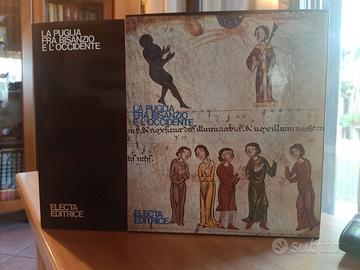 LA PUGLIA
FRA BISANZIO
E L'OCCIDENTE
ELECTA
EDITRICE
LA PUGLIA
FRA BISANZIO
E L'OCCIDENTE
ELECTA
EDITRICE
subito